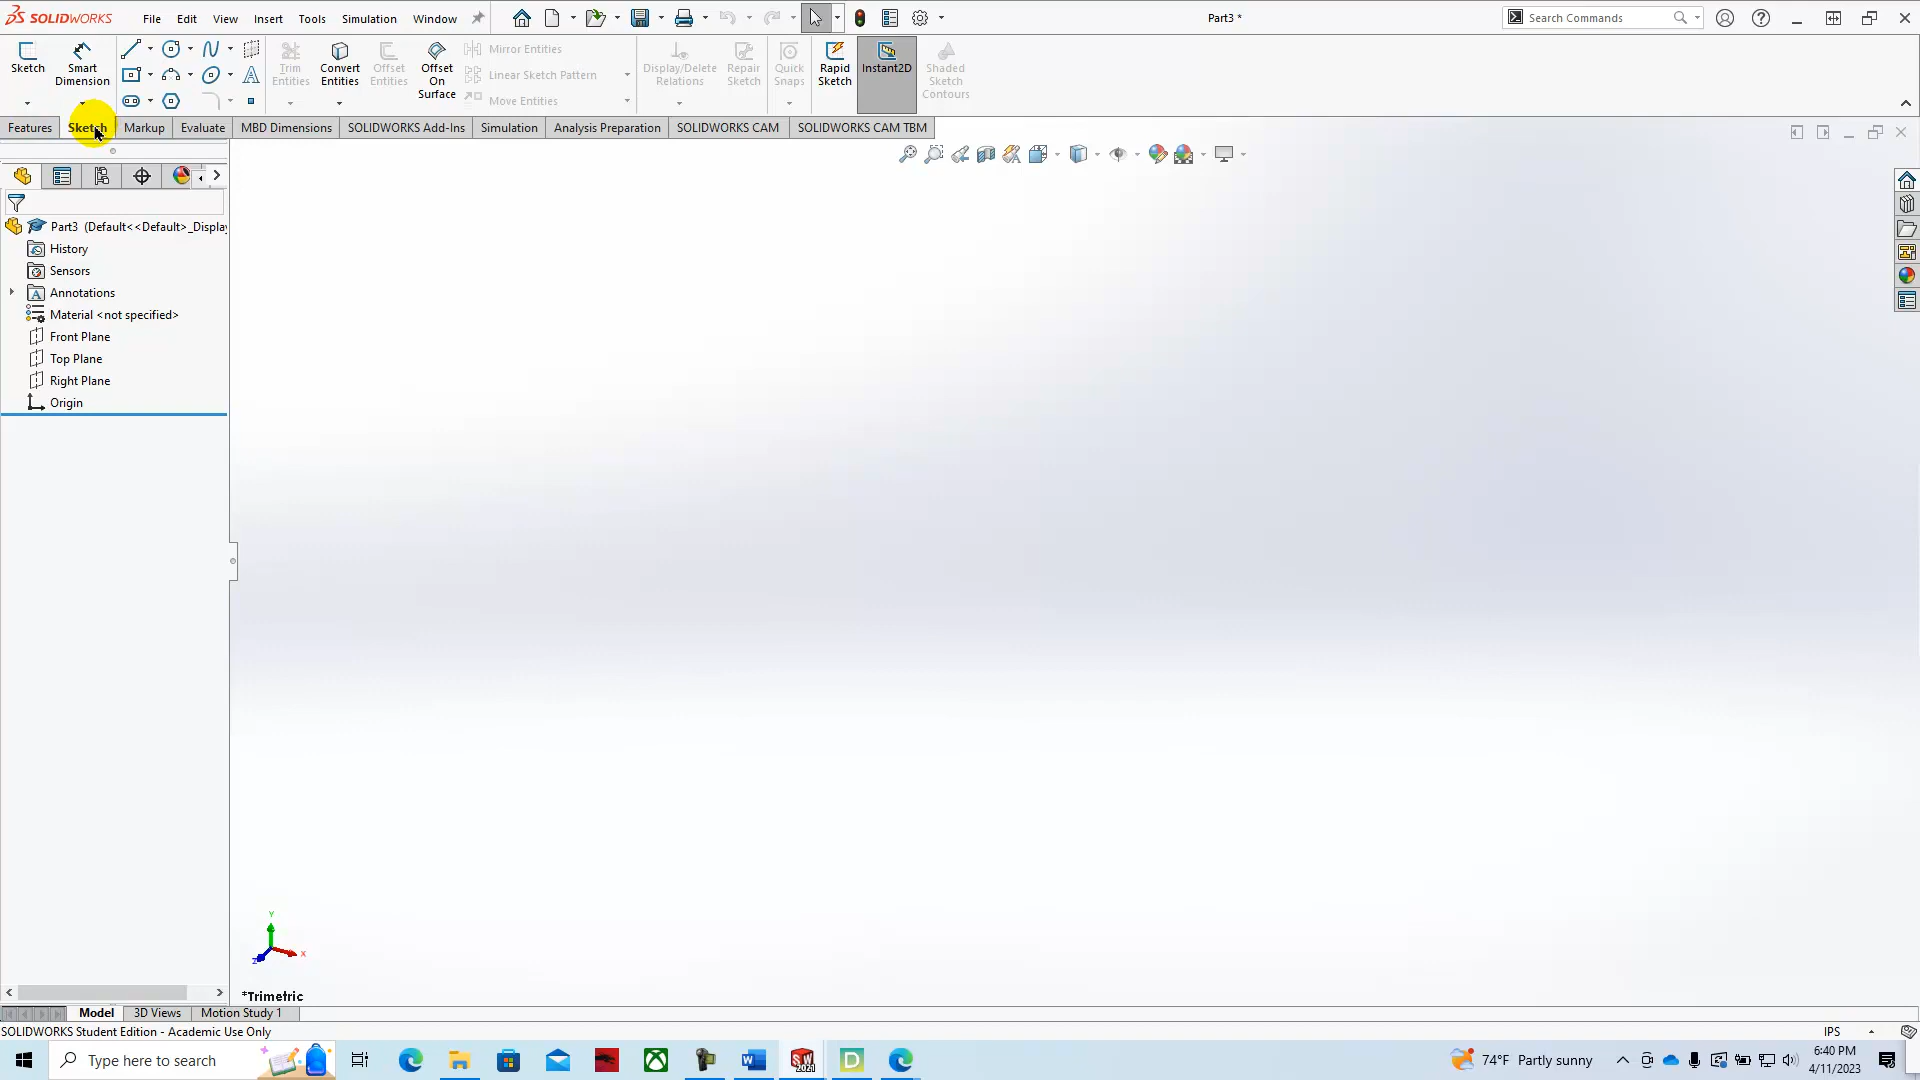 SOLIDWORKS File Edit View Insert Tools Simulation Window Part3 * Search Commands
Sketch Smart Dimension Trim Entities Convert Entities Offset Entities Offset On Surface Mirror Entities Linear Sketch Pattern Move Entities Display/Delete Relations Repair Sketch Quick Snaps Rapid Sketch Instant2D Shaded Sketch Contours
Features Sketch Markup Evaluate MBD Dimensions SOLIDWORKS Add-Ins Simulation Analysis Preparation SOLIDWORKS CAM SOLIDWORKS CAM TBM
Part3 (Default<<Default>_Display
History
Sensors
Annotations
Material <not specified>
Front Plane
Top Plane
Right Plane
Origin
Y
X
Z
*Trimetric
Model 3D Views Motion Study 1
SOLIDWORKS Student Edition - Academic Use Only IPS
Type here to search 74°F Partly sunny 6:40 PM
4/11/2023